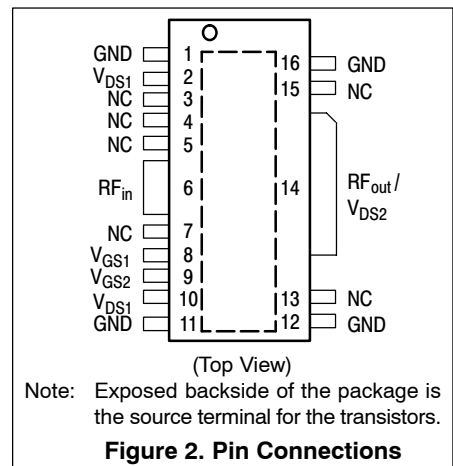 GND 1 16 GND
VDS1 2
NC 3 15 NC
NC 4
NC 5
RFin 6 14 RFout/
VDS2
NC 7
VGS1 8
VGS2 9
VDS1 10 13 NC
GND 11 12 GND
(Top View)
Note: Exposed backside of the package is
the source terminal for the transistors.
Figure 2. Pin Connections